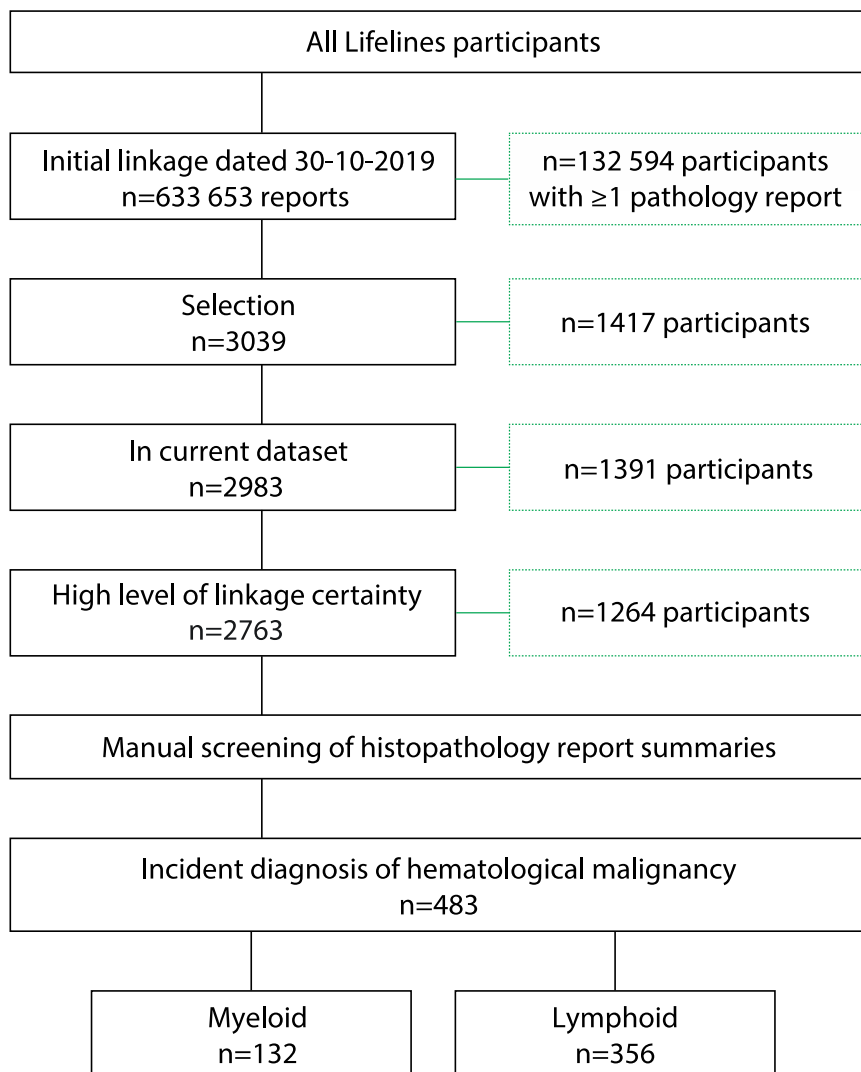 All Lifelines participants
Initial linkage dated 30-10-2019
n=633 653 reports
n=132 594 participants
with ≥1 pathology report
Selection
n=3039
n=1417 participants
In current dataset
n=2983
n=1391 participants
High level of linkage certainty
n=2763
n=1264 participants
Manual screening of histopathology report summaries
Incident diagnosis of hematological malignancy
n=483
Myeloid
n=132
Lymphoid
n=356